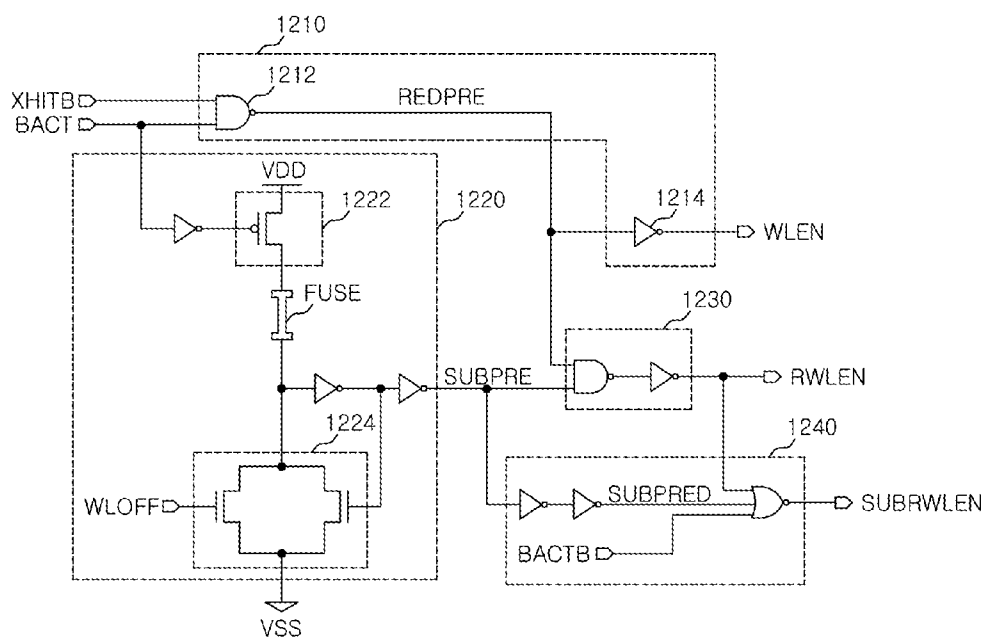 1210
1212
XHITB
REDPRE
BACT
VDD
1222
1220
1214
WLEN
FUSE
1230
SUBPRE
RWLEN
1224
1240
WLOFF
SUBPRED
SUBRWLEN
BACTB
VSS